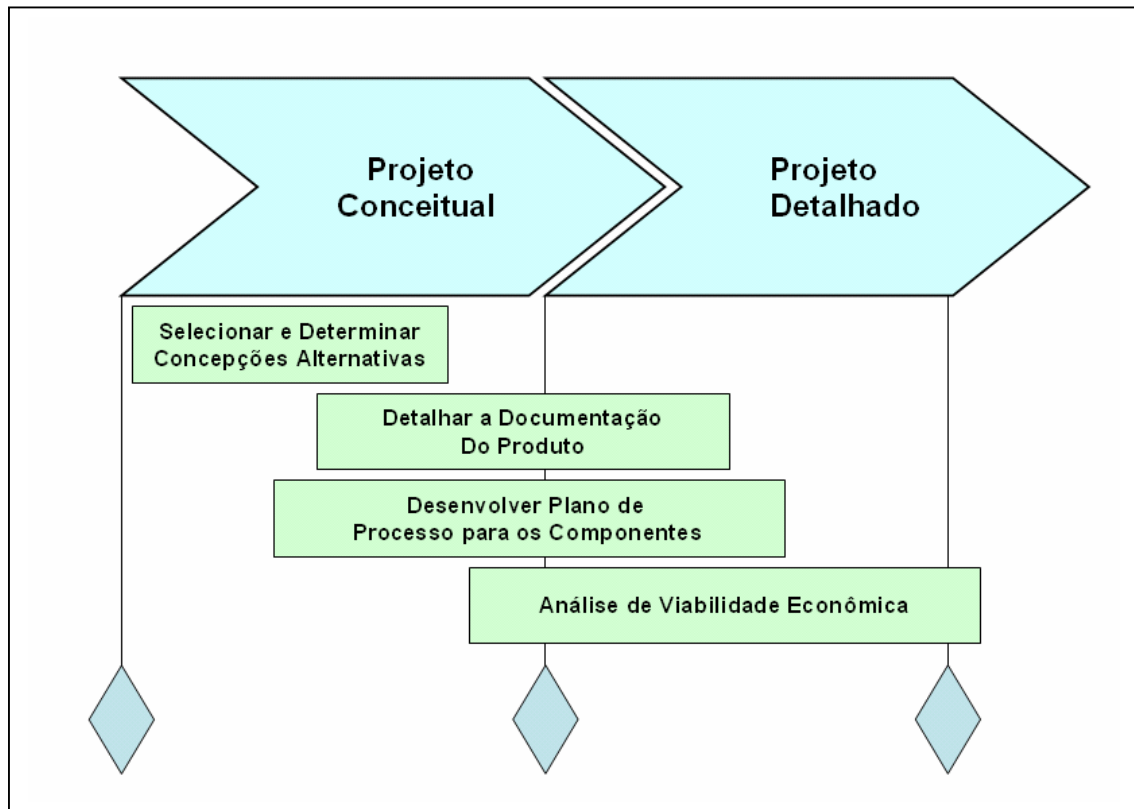 Projeto
Conceitual
Projeto
Detalhado
Selecionar e Determinar
Concepções Alternativas
Detalhar a Documentação
Do Produto
Desenvolver Plano de
Processo para os Componentes
Análise de Viabilidade Econômica